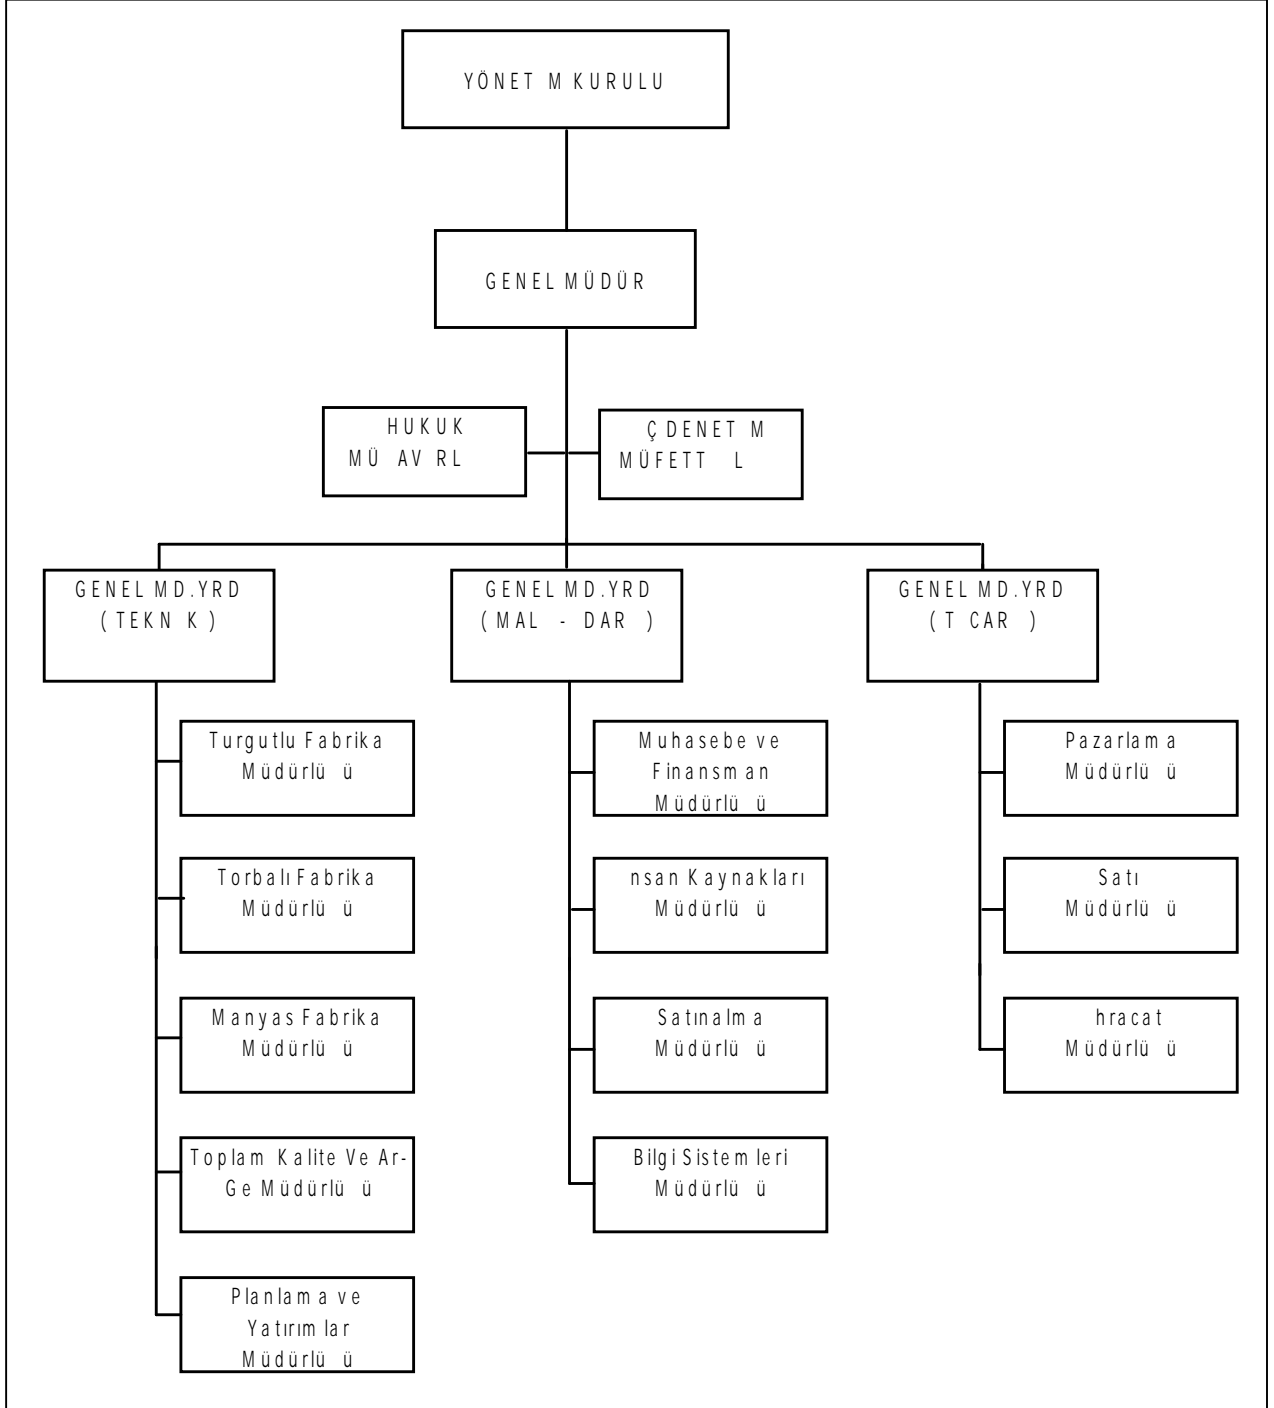 YÖNET M KURULU
GENEL MÜDÜR
HUKUK
MÜ AV RL
Ç DENET M
MÜFETT L
GENEL MD.YRD
( TEKN K )
GENEL MD.YRD
( MAL - DAR )
GENEL MD.YRD
( T CAR )
Turgutlu Fabrika
Müdürlü ü
Torbalı Fabrika
Müdürlü ü
Manyas Fabrika
Müdürlü ü
Toplam Kalite Ve Ar-
Ge Müdürlü ü
Planlama ve
Yatırımlar
Müdürlü ü
Muhasebe ve
Finansman
Müdürlü ü
nsan Kaynakları
Müdürlü ü
Satınalma
Müdürlü ü
Bilgi Sistemleri
Müdürlü ü
Pazarlama
Müdürlü ü
Satı
Müdürlü ü
hracat
Müdürlü ü